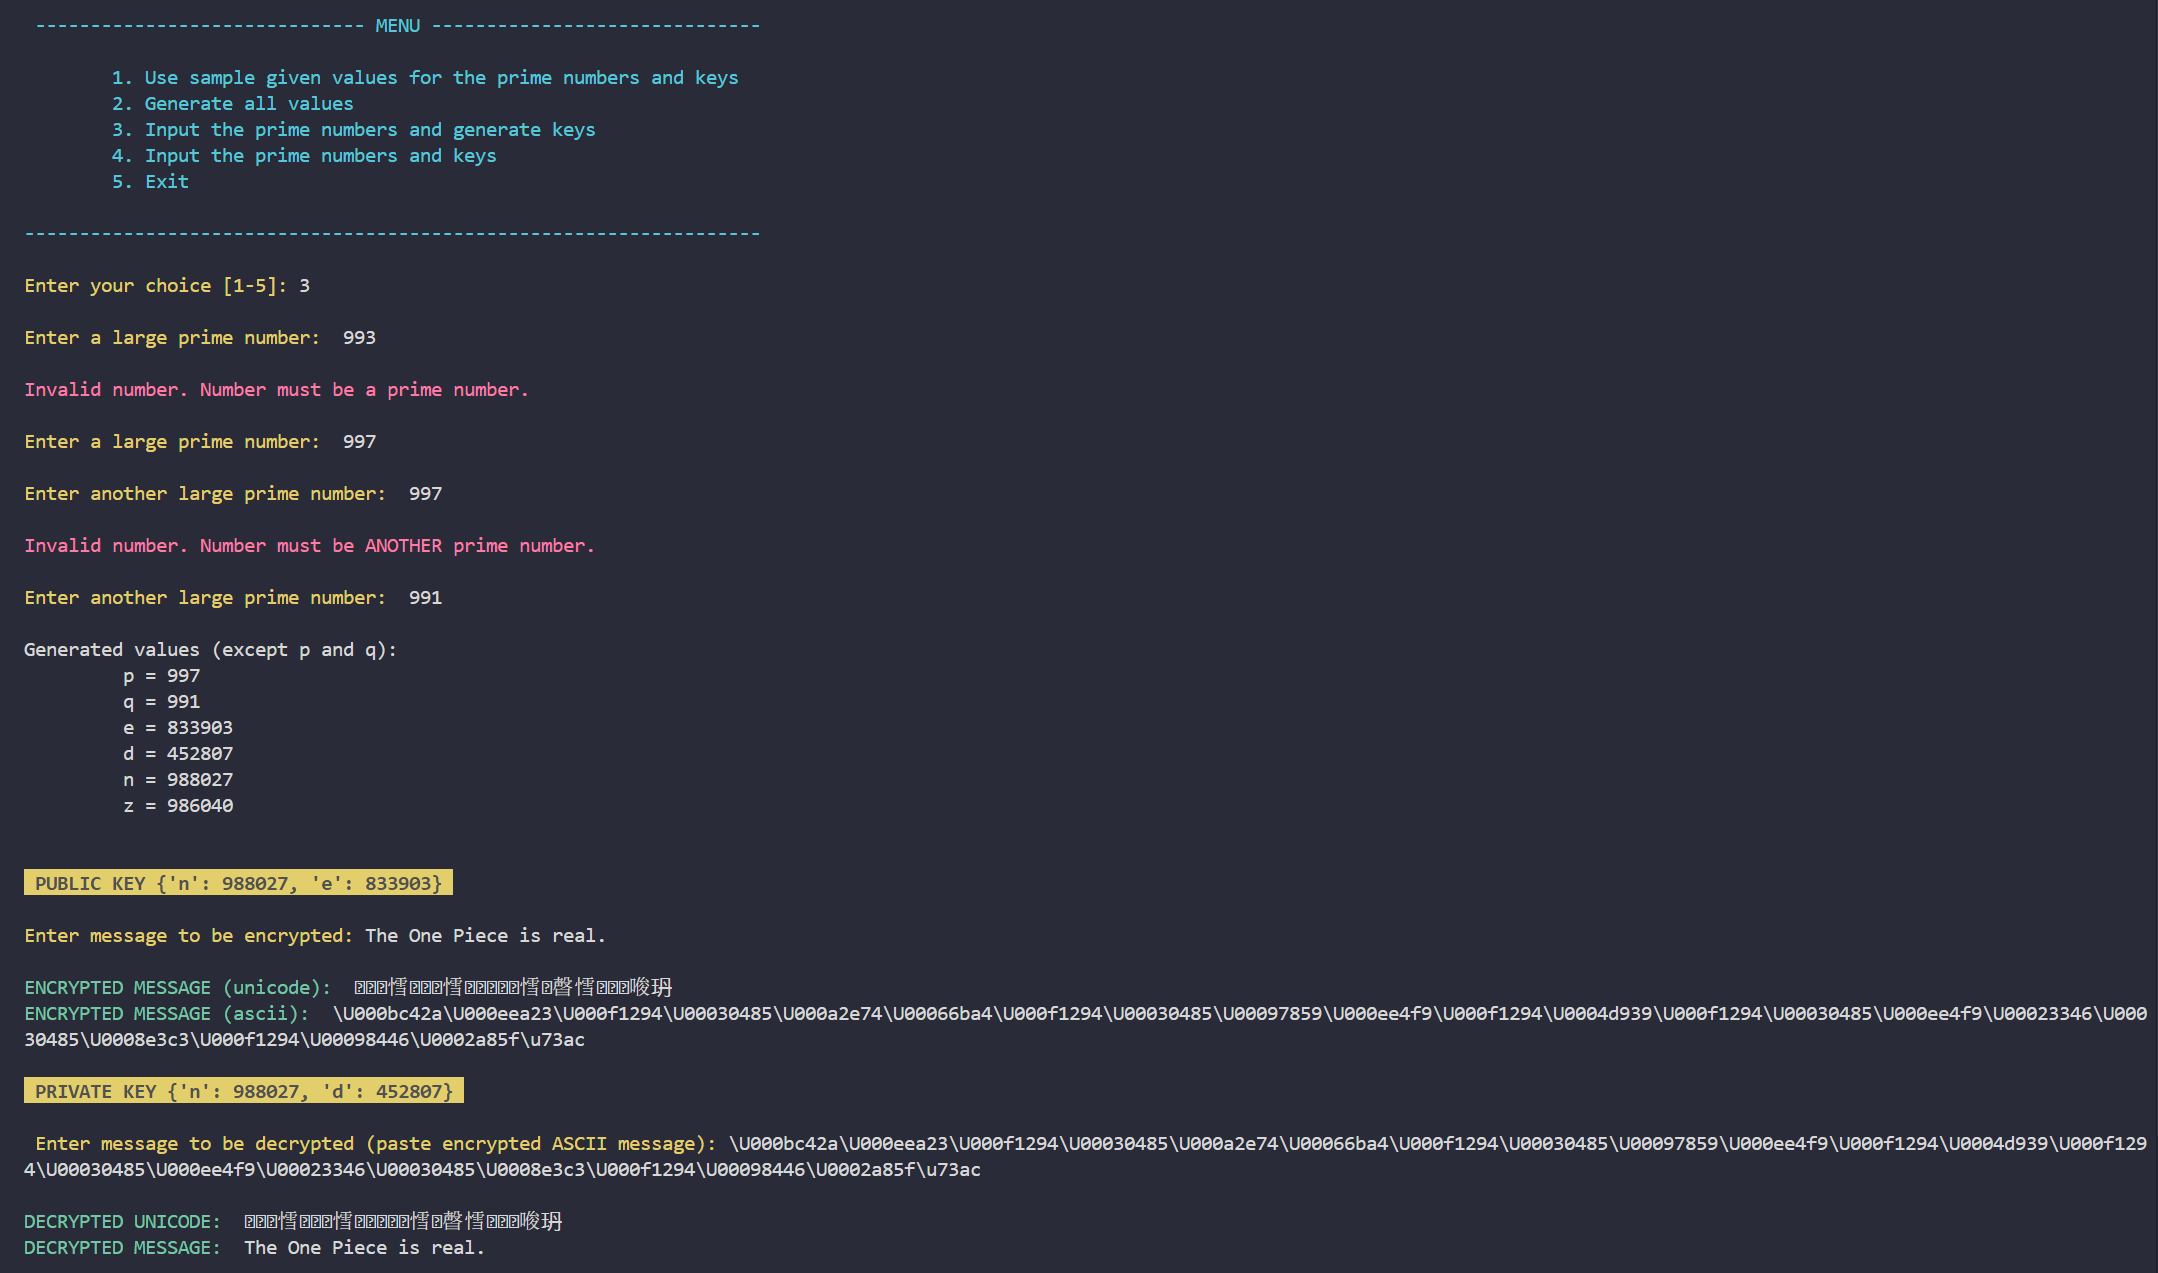 ------------------------------ MENU ------------------------------
1. Use sample given values for the prime numbers and keys
2. Generate all values
3. Input the prime numbers and generate keys
4. Input the prime numbers and keys
5. Exit
-------------------------------------------------------------------
Enter your choice [1-5]: 3
Enter a large prime number:  993
Invalid number. Number must be a prime number.
Enter a large prime number:  997
Enter another large prime number:  997
Invalid number. Number must be ANOTHER prime number.
Enter another large prime number:  991
Generated values (except p and q):
p = 997
q = 991
e = 833903
d = 452807
n = 988027
z = 986040
PUBLIC KEY {'n': 988027, 'e': 833903}
Enter message to be encrypted: The One Piece is real.
ENCRYPTED MESSAGE (unicode):
ENCRYPTED MESSAGE (ascii):  \U000bc42a\U000eea23\U000f1294\U00030485\U000a2e74\U00066ba4\U000f1294\U00030485\U00097859\U000ee4f9\U000f1294\U0004d939\U000f1294\U00030485\U000ee4f9\U00023346\U000
30485\U0008e3c3\U000f1294\U00098446\U0002a85f\u73ac
PRIVATE KEY {'n': 988027, 'd': 452807}
Enter message to be decrypted (paste encrypted ASCII message): \U000bc42a\U000eea23\U000f1294\U00030485\U000a2e74\U00066ba4\U000f1294\U00030485\U00097859\U000ee4f9\U000f1294\U0004d939\U000f129
4\U00030485\U000ee4f9\U00023346\U00030485\U0008e3c3\U000f1294\U00098446\U0002a85f\u73ac
DECRYPTED UNICODE:
DECRYPTED MESSAGE:  The One Piece is real.